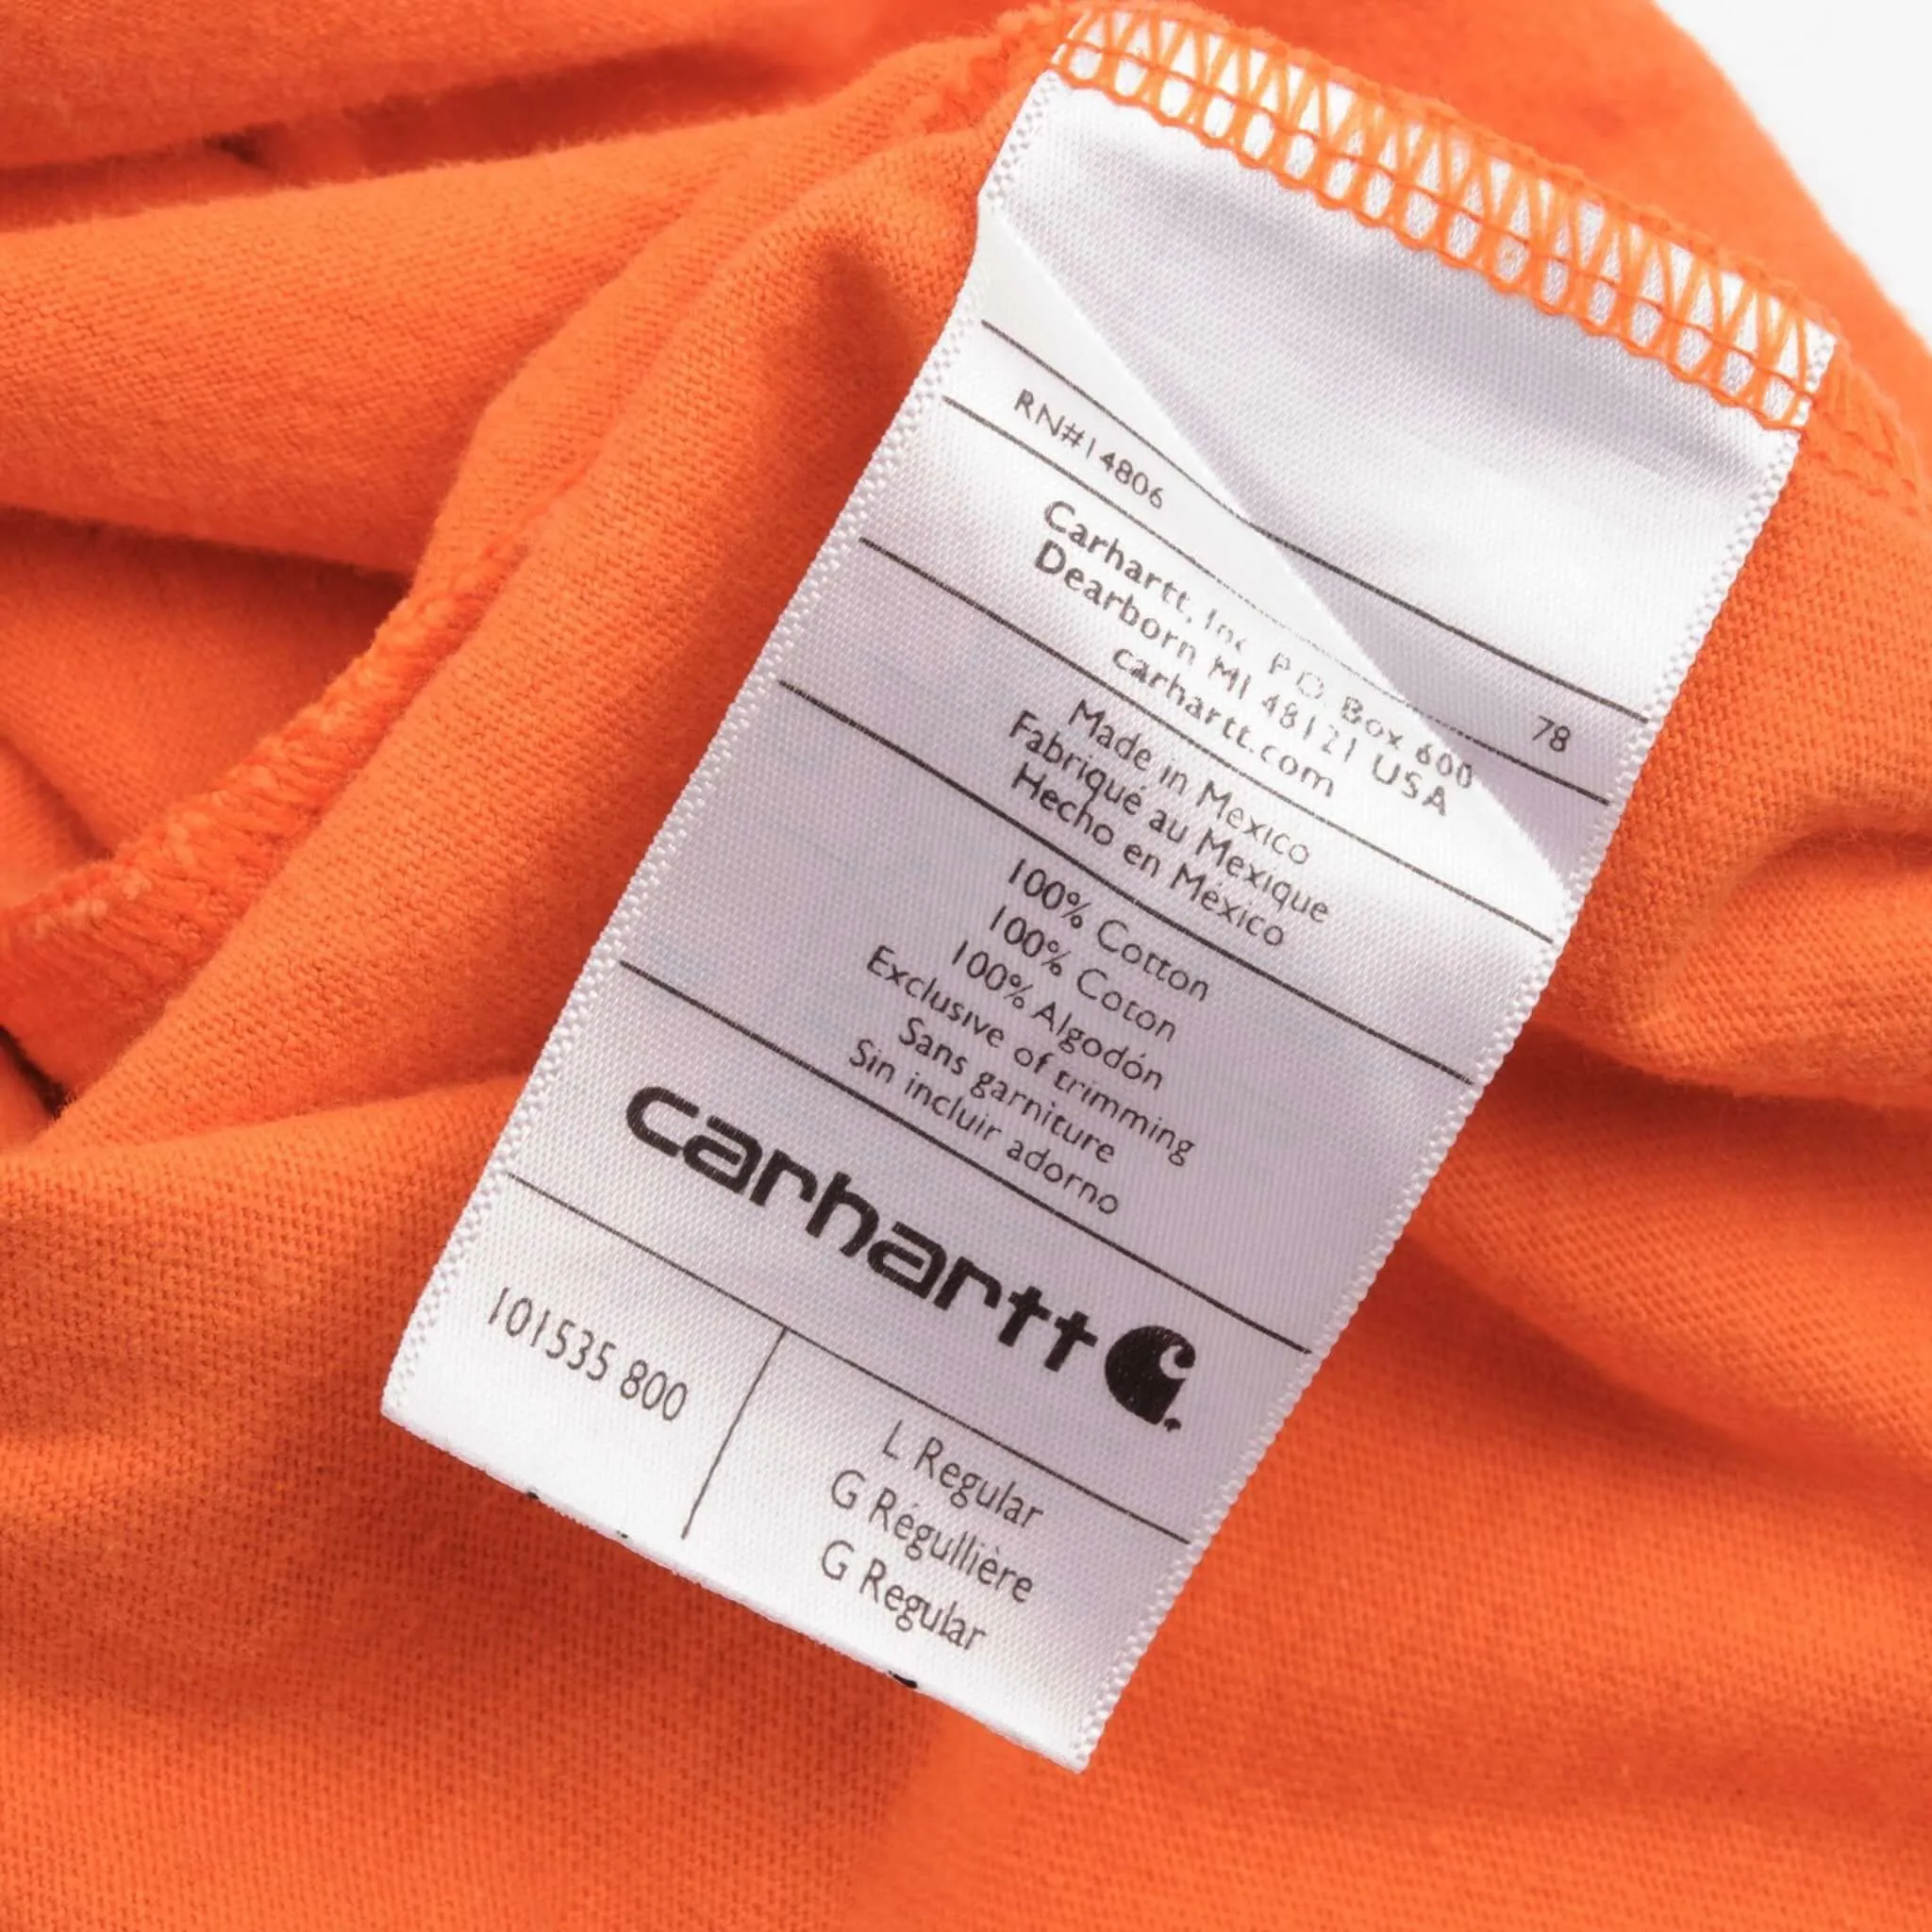 RN#14806 78
Carhartt, Inc P.O. Box 600
Dearborn MI 48121 USA
carhartt.com
Made in Mexico
Fabriqué au Mexique
Hecho en México
100% Cotton
100% Coton
100% Algodón
Exclusive of trimming
Sans garniture
Sin incluir adorno
carhartt
101535 800
L Regular
G Régullière
G Regular